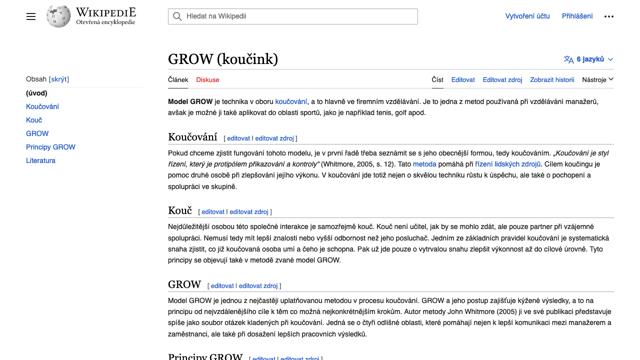 WIKIPEDIE
Otevřená encyklopedie
Hledat na Wikipedii
Vytvoření účtu
Přihlášení
GROW (koučink)
6 jazyků
Článek
Diskuse
Číst
Editovat
Editovat zdroj
Zobrazit historii
Nástroje
Obsah [skrýt]
(úvod)
Koučování
Kouč
GROW
Principy GROW
Literatura
Model GROW je technika v oboru koučování, a to hlavně ve firemním vzdělávání. Je to jedna z metod používaná při vzdělávání manažerů,
avšak je možné ji také aplikovat do oblasti sportů, jako je například tenis, golf apod.
Koučování [ editovat | editovat zdroj ]
Pokud chceme zjistit fungování tohoto modelu, je v první řadě třeba seznámit se s jeho obecnější formou, tedy koučováním. „Koučování je styl
řízení, který je protipólem přikazování a kontroly" (Whitmore, 2005, s. 12). Tato metoda pomáhá při řízení lidských zdrojů. Cílem koučingu je
pomoc druhé osobě při zlepšování jejího výkonu. V koučování jde totiž nejen o skvělou techniku růstu k úspěchu, ale také o pochopení a
spolupráci ve skupině.
Kouč [ editovat | editovat zdroj ]
Nejdůležitější osobou této společné interakce je samozřejmě kouč. Kouč není učitel, jak by se mohlo zdát, ale pouze partner při vzájemné
spolupráci. Nemusí tedy mít lepší znalosti nebo vyšší odbornost než jeho posluchač. Jedním ze základních pravidel koučování je systematická
snaha zjistit, co již koučovaná osoba umí a čeho je schopna. Pak už jde pouze o vytrvalou snahu zlepšit výkonnost až do cílové úrovně. Tyto
principy se objevují také v metodě zvané model GROW.
GROW [ editovat | editovat zdroj ]
Model GROW je jednou z nejčastěji uplatňovanou metodou v procesu koučování. GROW a jeho postup zajišťuje kýžené výsledky, a to na
principu od nejvzdálenějšího cíle k těm co možná nejkonkrétnějším krokům. Autor metody John Whitmore (2005) ji ve své publikaci představuje
spíše jako soubor otázek kladených při koučování. Jedná se o čtyři odlišné oblasti, které pomáhají nejen k lepší komunikaci mezi manažerem a
zaměstnanci, ale také při dosažení lepších pracovních výsledků.
Principy GROW [ editovat | editovat zdroj ]